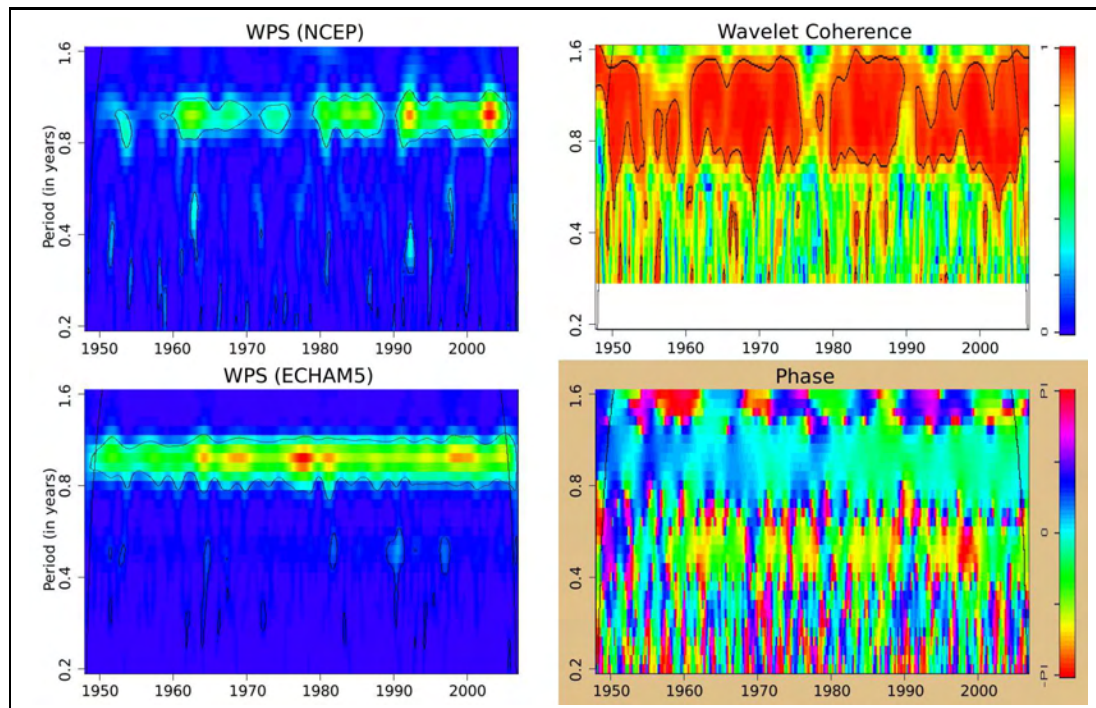 WPS (NCEP)
Period (in years)
1.6
0.8
0.4
0.2
1950 1960 1970 1980 1990 2000
Wavelet Coherence
1.6
0.8
0.4
0.2
1950 1960 1970 1980 1990 2000
1
0
WPS (ECHAM5)
Period (in years)
1.6
0.8
0.4
0.2
1950 1960 1970 1980 1990 2000
Phase
1.6
0.8
0.4
0.2
1950 1960 1970 1980 1990 2000
PI
0
-PI